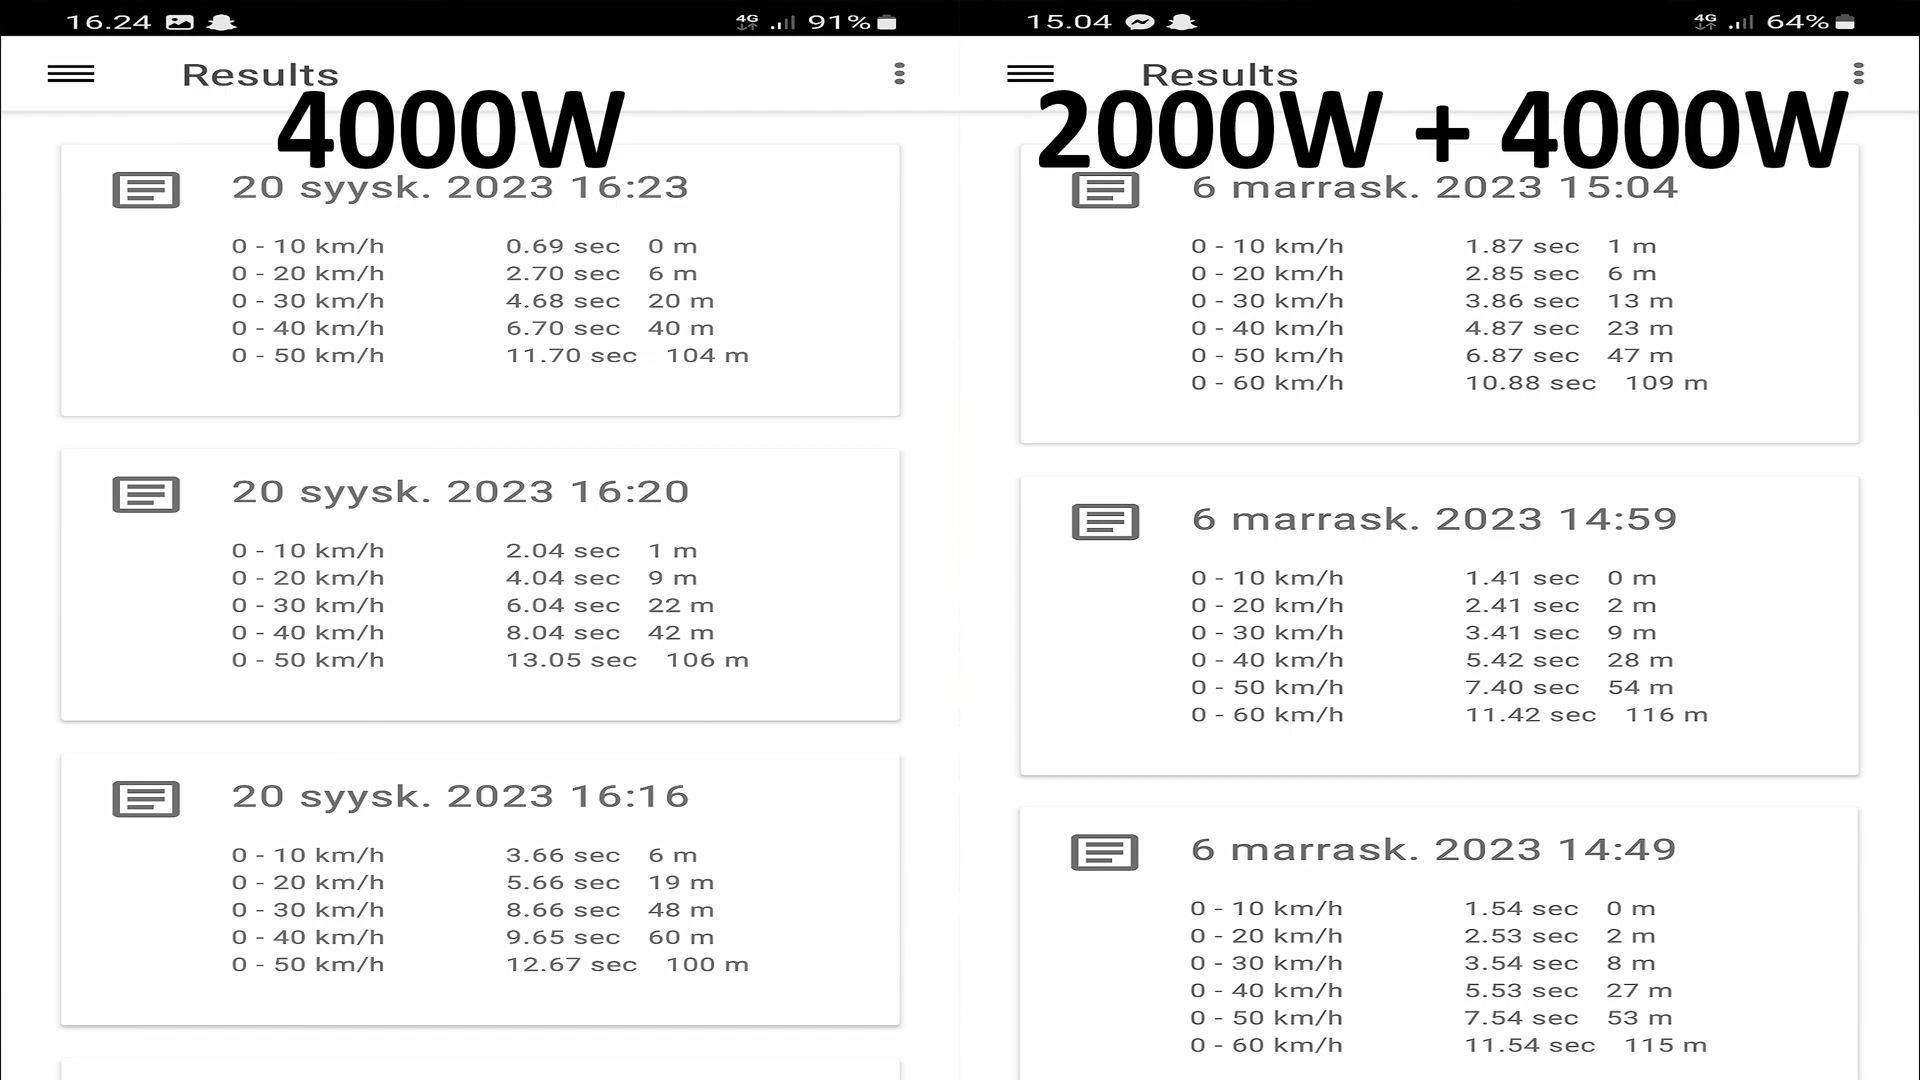 16.24 4G 91%
Results
4000W
20 syysk. 2023 16:23
0 - 10 km/h 0.69 sec 0 m
0 - 20 km/h 2.70 sec 6 m
0 - 30 km/h 4.68 sec 20 m
0 - 40 km/h 6.70 sec 40 m
0 - 50 km/h 11.70 sec 104 m
20 syysk. 2023 16:20
0 - 10 km/h 2.04 sec 1 m
0 - 20 km/h 4.04 sec 9 m
0 - 30 km/h 6.04 sec 22 m
0 - 40 km/h 8.04 sec 42 m
0 - 50 km/h 13.05 sec 106 m
20 syysk. 2023 16:16
0 - 10 km/h 3.66 sec 6 m
0 - 20 km/h 5.66 sec 19 m
0 - 30 km/h 8.66 sec 48 m
0 - 40 km/h 9.65 sec 60 m
0 - 50 km/h 12.67 sec 100 m
15.04 4G 64%
Results
2000W + 4000W
6 marrask. 2023 15:04
0 - 10 km/h 1.87 sec 1 m
0 - 20 km/h 2.85 sec 6 m
0 - 30 km/h 3.86 sec 13 m
0 - 40 km/h 4.87 sec 23 m
0 - 50 km/h 6.87 sec 47 m
0 - 60 km/h 10.88 sec 109 m
6 marrask. 2023 14:59
0 - 10 km/h 1.41 sec 0 m
0 - 20 km/h 2.41 sec 2 m
0 - 30 km/h 3.41 sec 9 m
0 - 40 km/h 5.42 sec 28 m
0 - 50 km/h 7.40 sec 54 m
0 - 60 km/h 11.42 sec 116 m
6 marrask. 2023 14:49
0 - 10 km/h 1.54 sec 0 m
0 - 20 km/h 2.53 sec 2 m
0 - 30 km/h 3.54 sec 8 m
0 - 40 km/h 5.53 sec 27 m
0 - 50 km/h 7.54 sec 53 m
0 - 60 km/h 11.54 sec 115 m